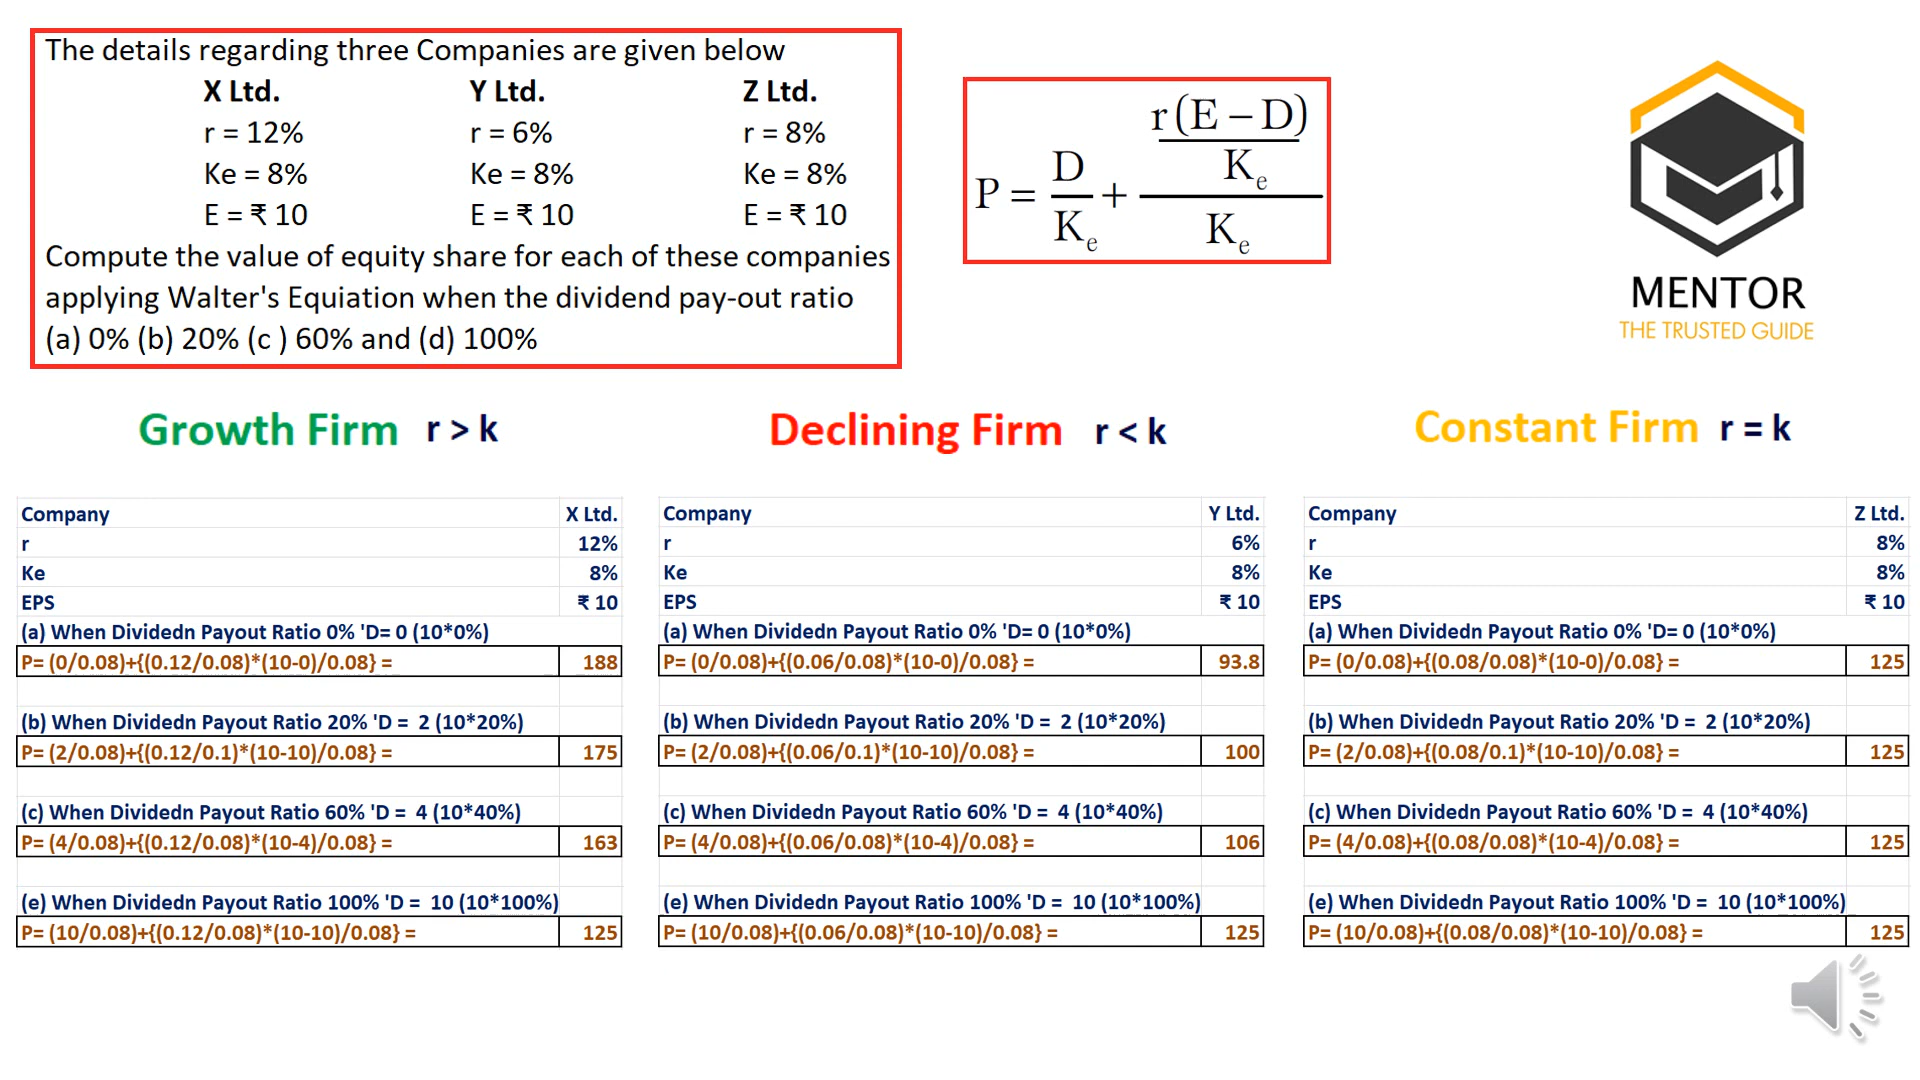 The details regarding three Companies are given below
X Ltd. Y Ltd. Z Ltd.
r = 12% r = 6% r = 8%
Ke = 8% Ke = 8% Ke = 8%
E = ₹ 10 E = ₹ 10 E = ₹ 10
Compute the value of equity share for each of these companies
applying Walter's Equiation when the dividend pay-out ratio
(a) 0% (b) 20% (c ) 60% and (d) 100%
P = D/Ke + (r(E – D)/Ke)/Ke
MENTOR
THE TRUSTED GUIDE
Growth Firm r > k
Company X Ltd.
r 12%
Ke 8%
EPS ₹ 10
(a) When Dividedn Payout Ratio 0% 'D= 0 (10*0%)
P= (0/0.08)+{(0.12/0.08)*(10-0)/0.08} = 188
(b) When Dividedn Payout Ratio 20% 'D = 2 (10*20%)
P= (2/0.08)+{(0.12/0.1)*(10-10)/0.08} = 175
(c) When Dividedn Payout Ratio 60% 'D = 4 (10*40%)
P= (4/0.08)+{(0.12/0.08)*(10-4)/0.08} = 163
(e) When Dividedn Payout Ratio 100% 'D = 10 (10*100%)
P= (10/0.08)+{(0.12/0.08)*(10-10)/0.08} = 125
Declining Firm r < k
Company Y Ltd.
r 6%
Ke 8%
EPS ₹ 10
(a) When Dividedn Payout Ratio 0% 'D= 0 (10*0%)
P= (0/0.08)+{(0.06/0.08)*(10-0)/0.08} = 93.8
(b) When Dividedn Payout Ratio 20% 'D = 2 (10*20%)
P= (2/0.08)+{(0.06/0.1)*(10-10)/0.08} = 100
(c) When Dividedn Payout Ratio 60% 'D = 4 (10*40%)
P= (4/0.08)+{(0.06/0.08)*(10-4)/0.08} = 106
(e) When Dividedn Payout Ratio 100% 'D = 10 (10*100%)
P= (10/0.08)+{(0.06/0.08)*(10-10)/0.08} = 125
Constant Firm r = k
Company Z Ltd.
r 8%
Ke 8%
EPS ₹ 10
(a) When Dividedn Payout Ratio 0% 'D= 0 (10*0%)
P= (0/0.08)+{(0.08/0.08)*(10-0)/0.08} = 125
(b) When Dividedn Payout Ratio 20% 'D = 2 (10*20%)
P= (2/0.08)+{(0.08/0.1)*(10-10)/0.08} = 125
(c) When Dividedn Payout Ratio 60% 'D = 4 (10*40%)
P= (4/0.08)+{(0.08/0.08)*(10-4)/0.08} = 125
(e) When Dividedn Payout Ratio 100% 'D = 10 (10*100%)
P= (10/0.08)+{(0.08/0.08)*(10-10)/0.08} = 125